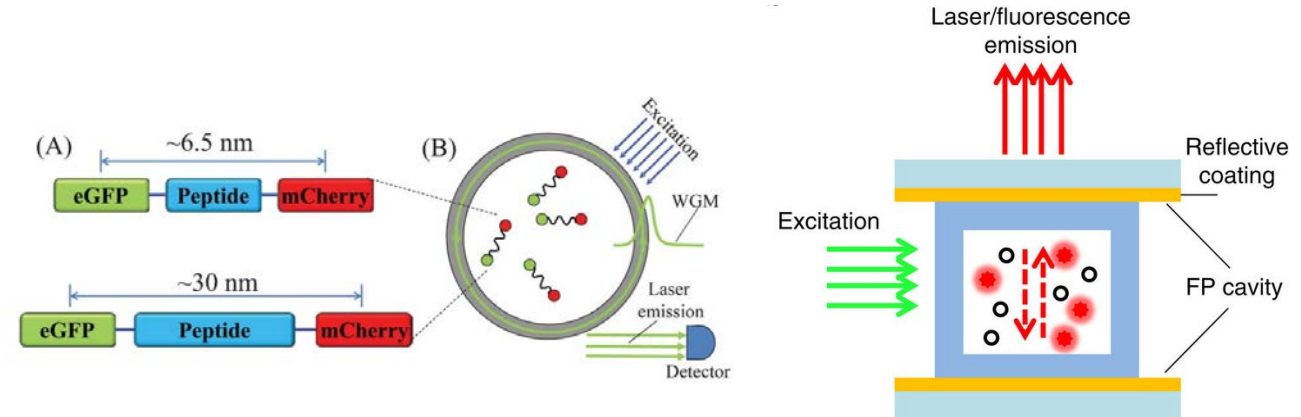 (A)
~6.5 nm
eGFP
Peptide
mCherry
~30 nm
eGFP
Peptide
mCherry
(B)
Excitation
WGM
Laser
emission
Detector
Laser/fluorescence
emission
Reflective
coating
Excitation
FP cavity